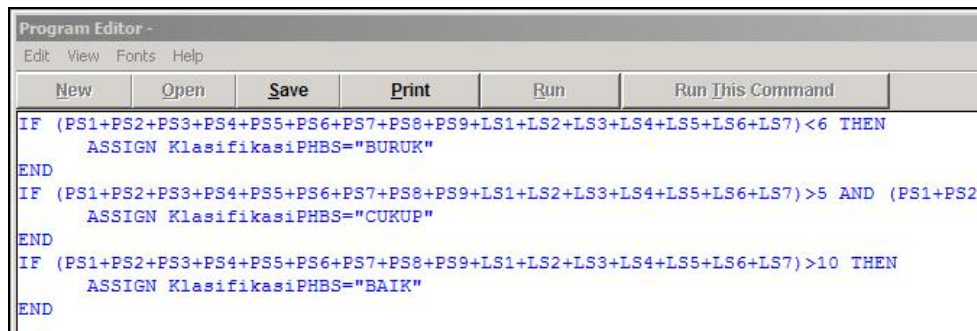 Program Editor -
Edit View Fonts Help
New Open Save Print Run Run This Command
IF (PS1+PS2+PS3+PS4+PS5+PS6+PS7+PS8+PS9+LS1+LS2+LS3+LS4+LS5+LS6+LS7)<6 THEN
ASSIGN KlasifikasiPHBS="BURUK"
END
IF (PS1+PS2+PS3+PS4+PS5+PS6+PS7+PS8+PS9+LS1+LS2+LS3+LS4+LS5+LS6+LS7)>5 AND (PS1+PS2
ASSIGN KlasifikasiPHBS="CUKUP"
END
IF (PS1+PS2+PS3+PS4+PS5+PS6+PS7+PS8+PS9+LS1+LS2+LS3+LS4+LS5+LS6+LS7)>10 THEN
ASSIGN KlasifikasiPHBS="BAIK"
END